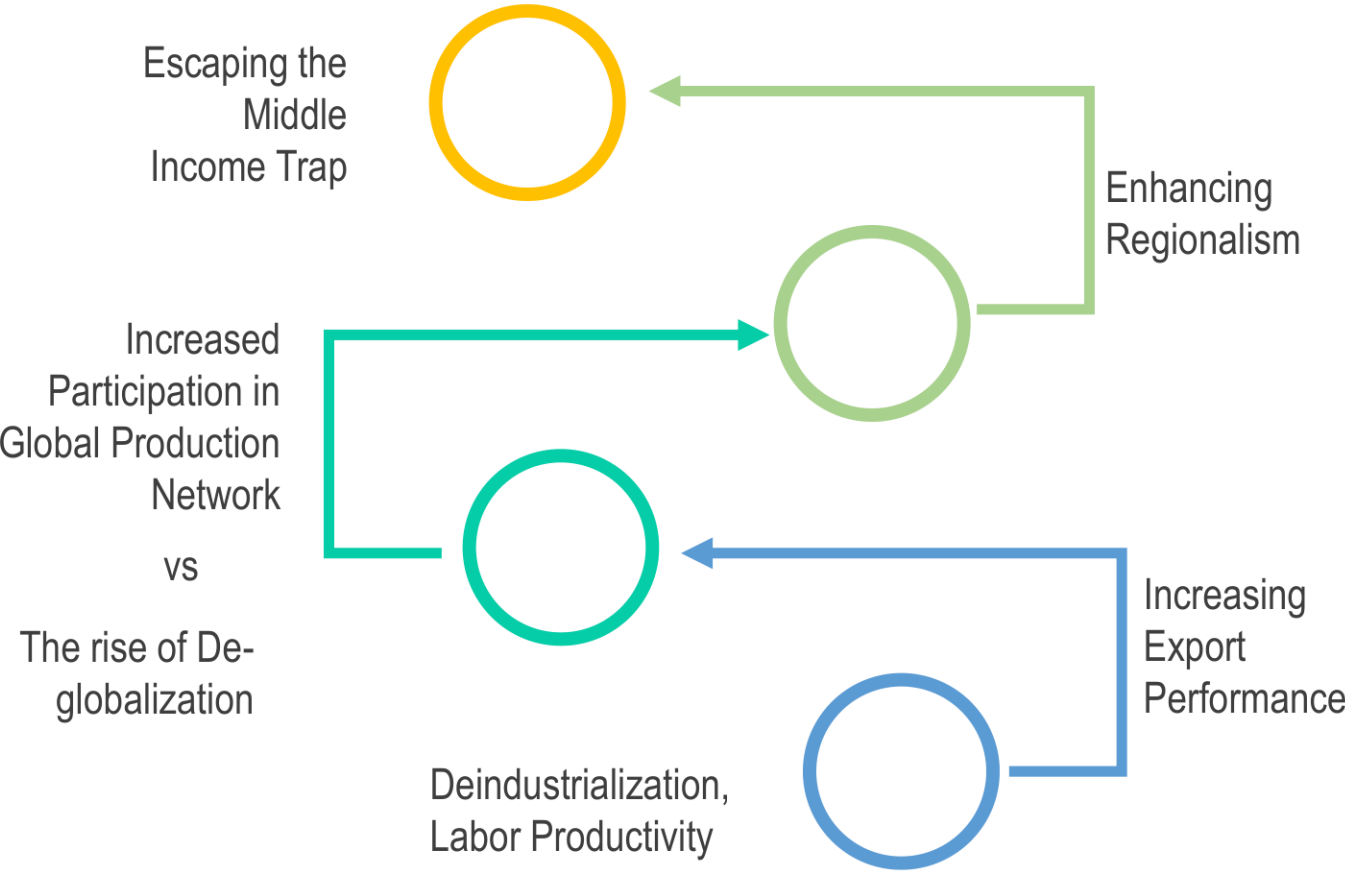 Escaping the
Middle
Income Trap
Enhancing
Regionalism
Increased
Participation in
Global Production
Network
vs
The rise of De-
globalization
Increasing
Export
Performance
Deindustrialization,
Labor Productivity